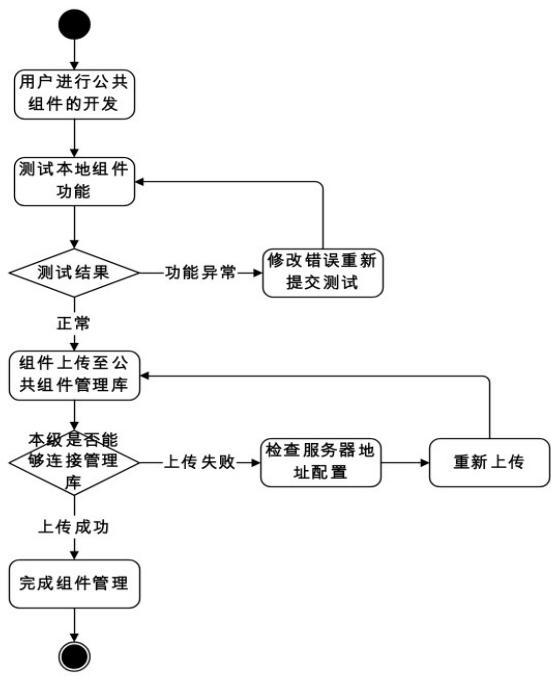 用户进行公共
组件的开发
测试本地组件
功能
测试结果
功能异常
修改错误重新
提交测试
正常
组件上传至公
共组件管理库
本级是否能
够连接管理
库
上传失败
检查服务器地
址配置
重新上传
上传成功
完成组件管理